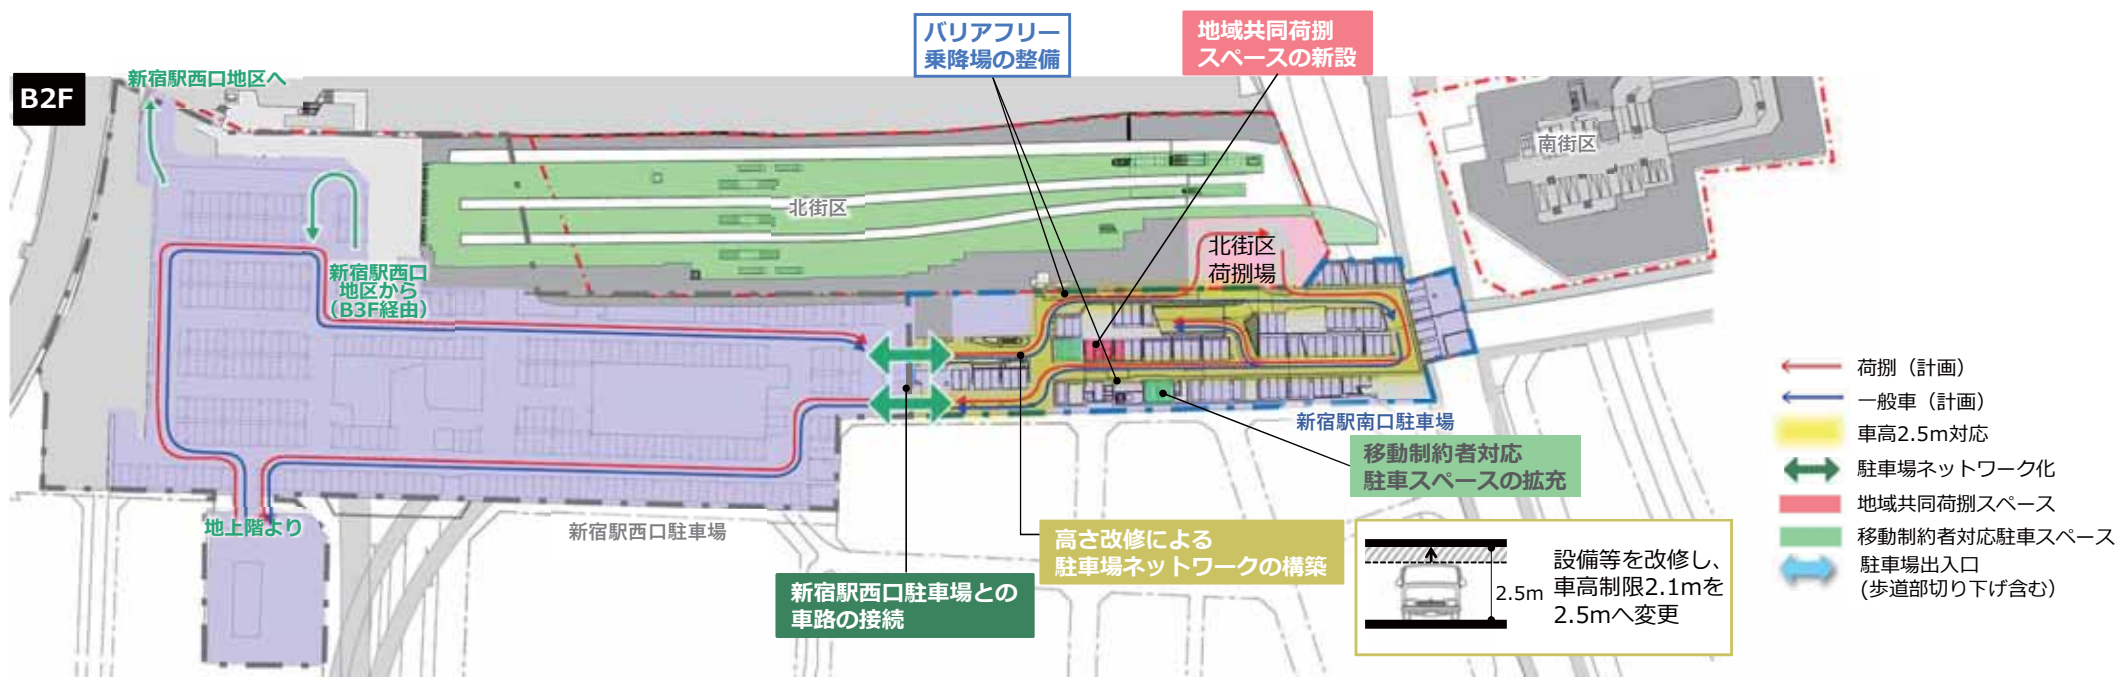 バリアフリー
乗降場の整備
地域共同荷捌
スペースの新設
B2F
新宿駅西口地区へ
南街区
北街区
北街区
荷捌場
新宿駅西口
地区から
（B3F経由）
新宿駅南口駐車場
移動制約者対応
駐車スペースの拡充
地上階より
新宿駅西口駐車場
高さ改修による
駐車場ネットワークの構築
新宿駅西口駐車場との
車路の接続
2.5m
設備等を改修し、
車高制限2.1mを
2.5mへ変更
荷捌（計画）
一般車（計画）
車高2.5m対応
駐車場ネットワーク化
地域共同荷捌スペース
移動制約者対応駐車スペース
駐車場出入口
(歩道部切り下げ含む）